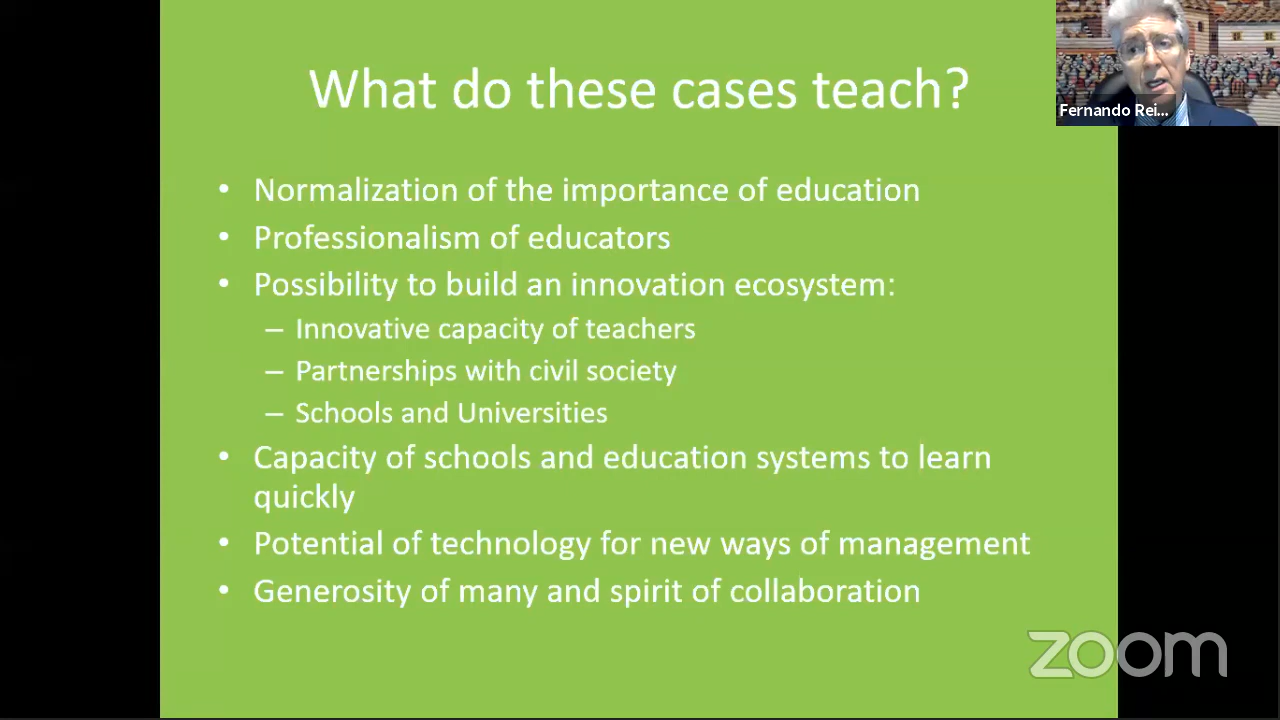 What do these cases teach?
Fernando Rei...
• Normalization of the importance of education
• Professionalism of educators
• Possibility to build an innovation ecosystem:
– Innovative capacity of teachers
– Partnerships with civil society
– Schools and Universities
• Capacity of schools and education systems to learn
quickly
• Potential of technology for new ways of management
• Generosity of many and spirit of collaboration
zoom